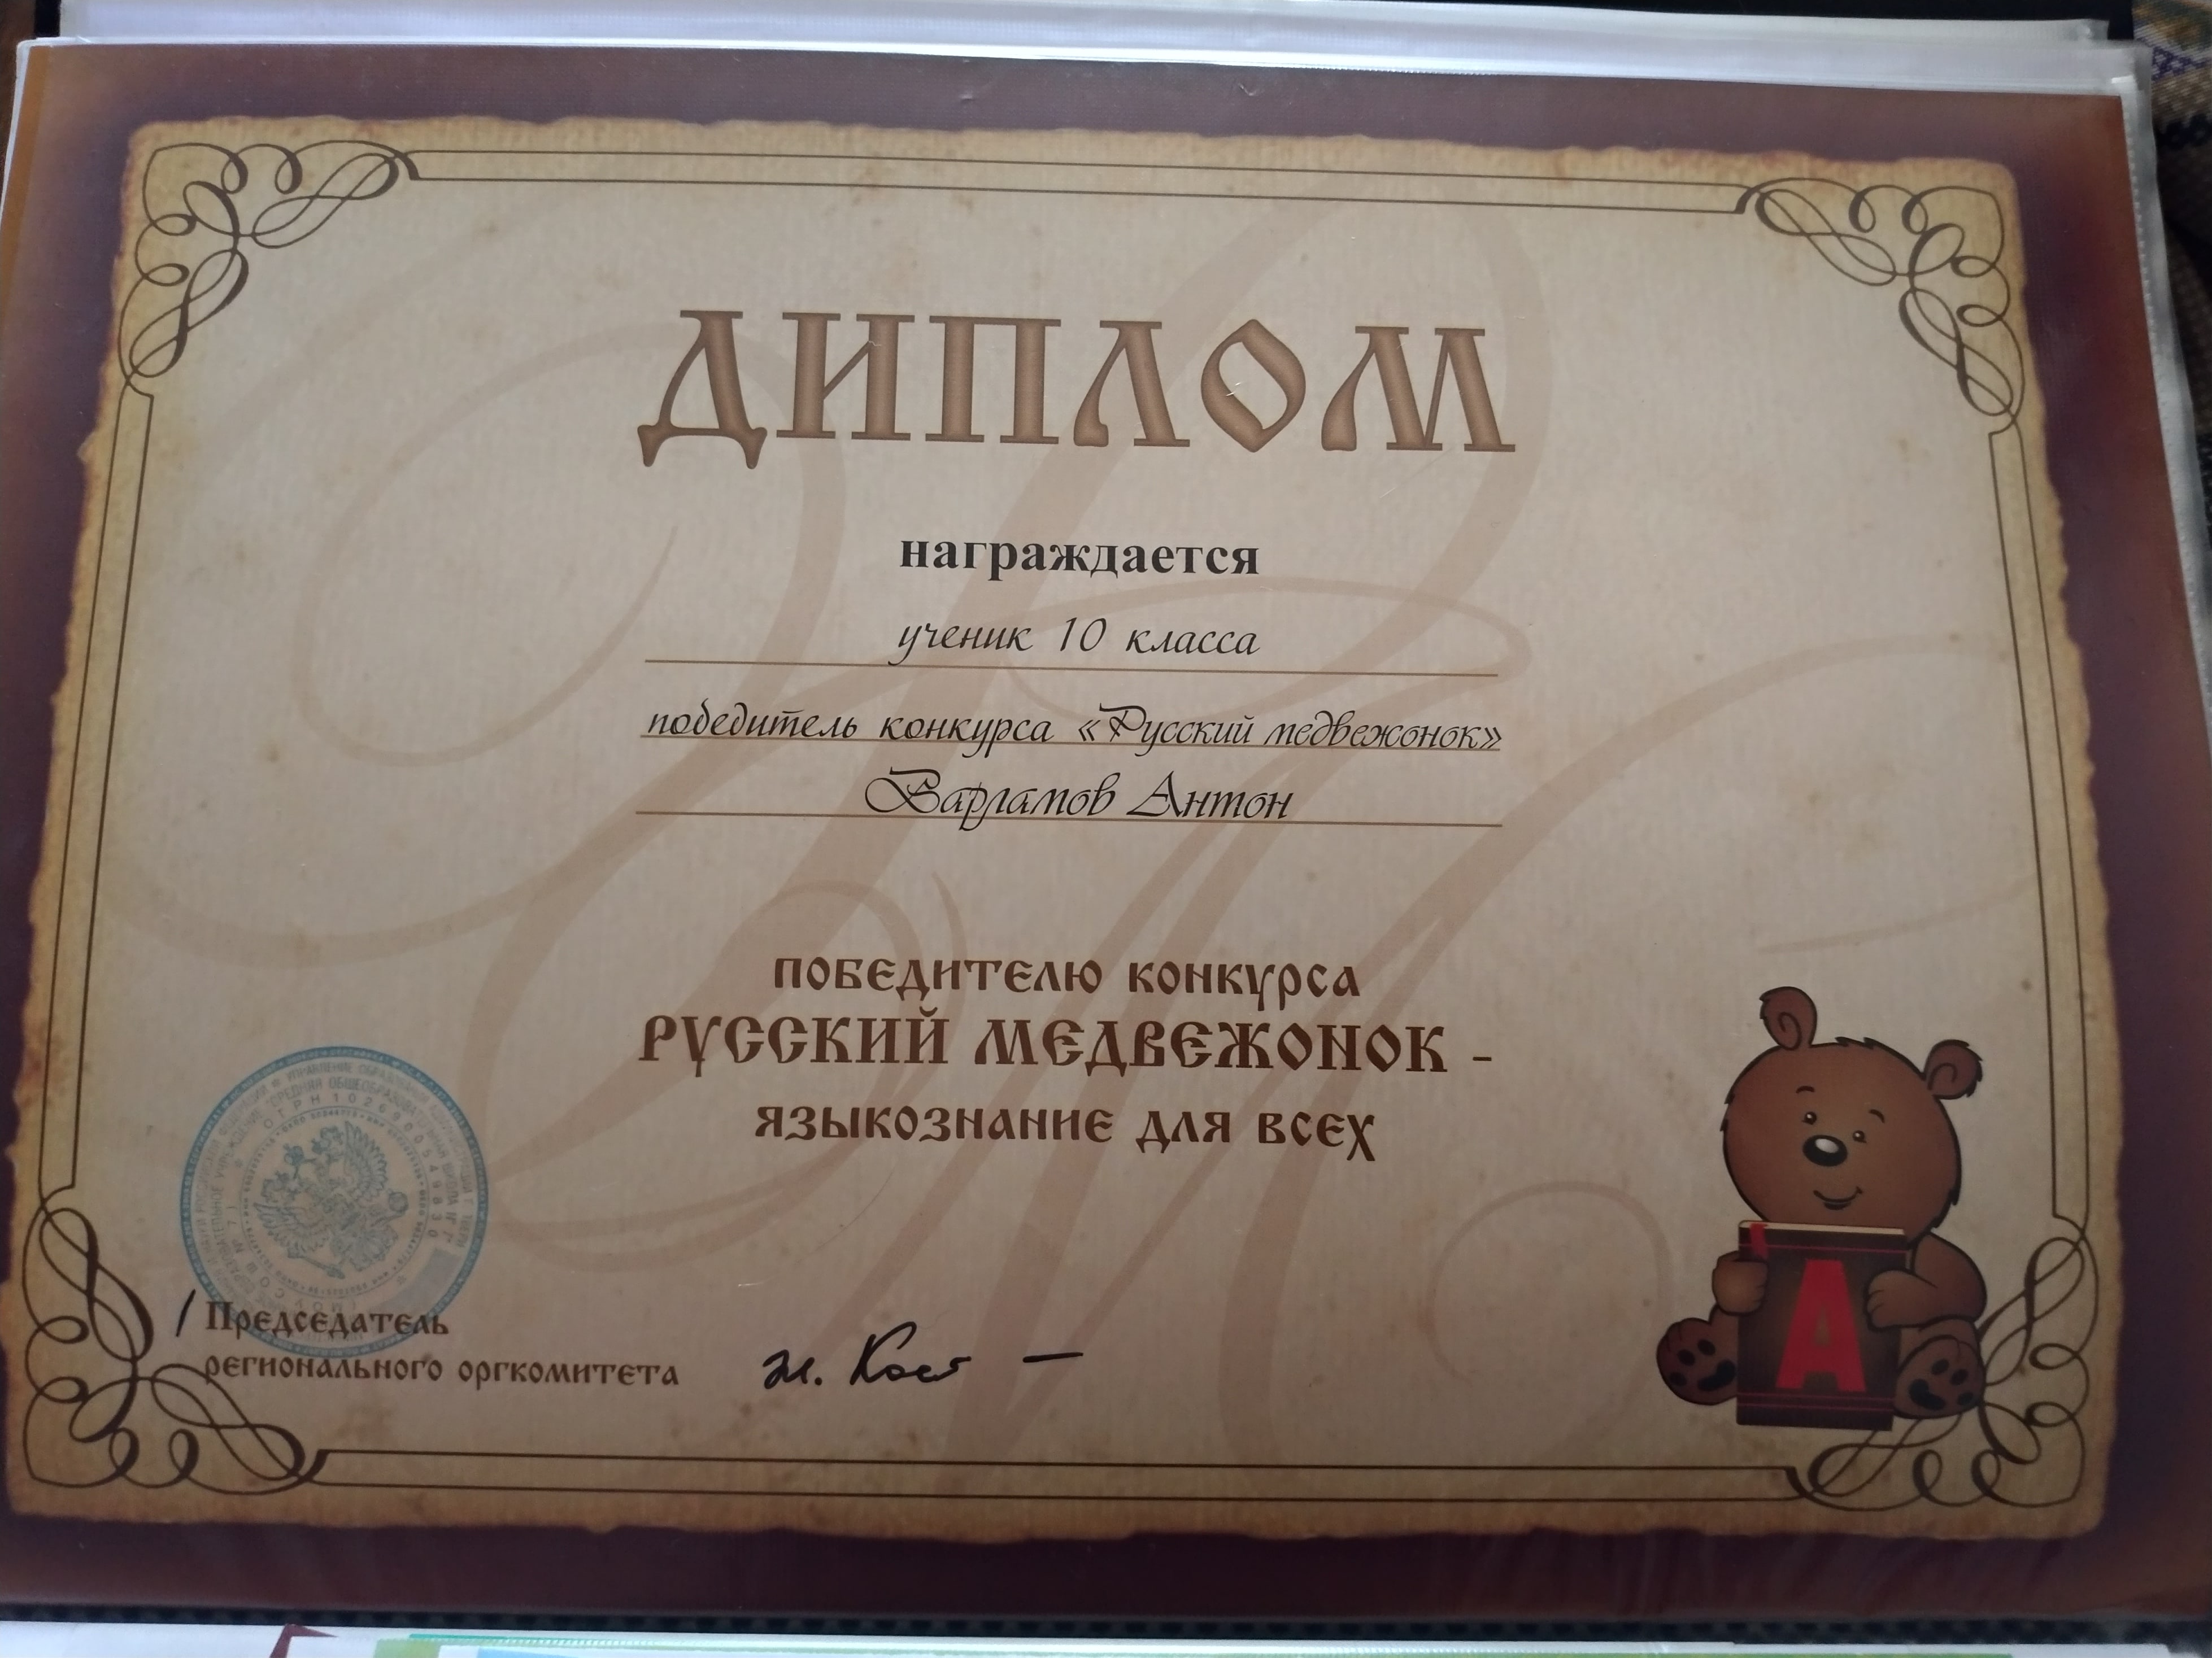 ДИПЛОМ
награждается
ученик 10 класса
победитель конкурса «Русский медвежонок»
Варламов Антон
победителю конкурса
РУССКИЙ МЕДВЕЖОНОК -
языкознание для всех
Председатель
регионального оргкомитета
А